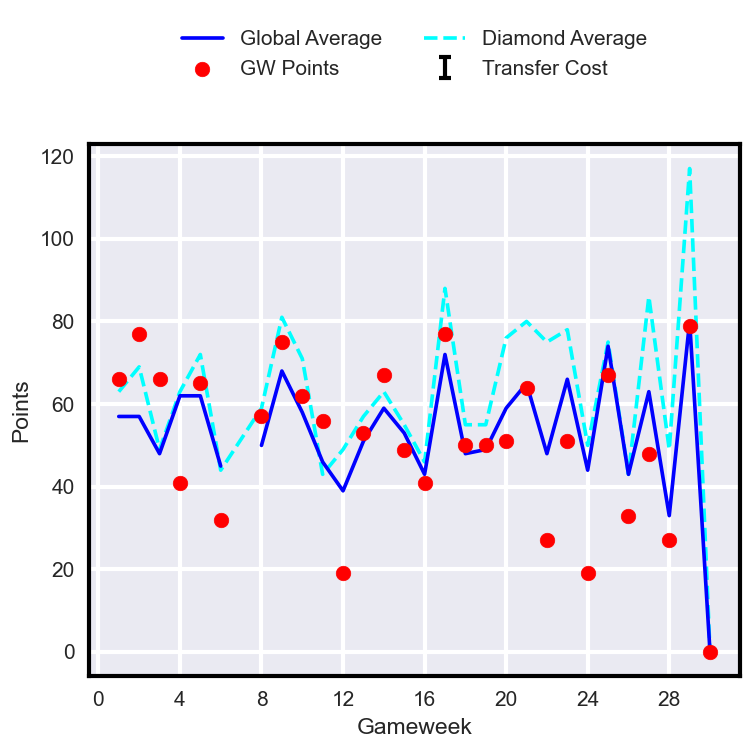 Global Average
Diamond Average
GW Points
Transfer Cost
120
100
80
60
40
20
0
Points
0 4 8 12 16 20 24 28
Gameweek